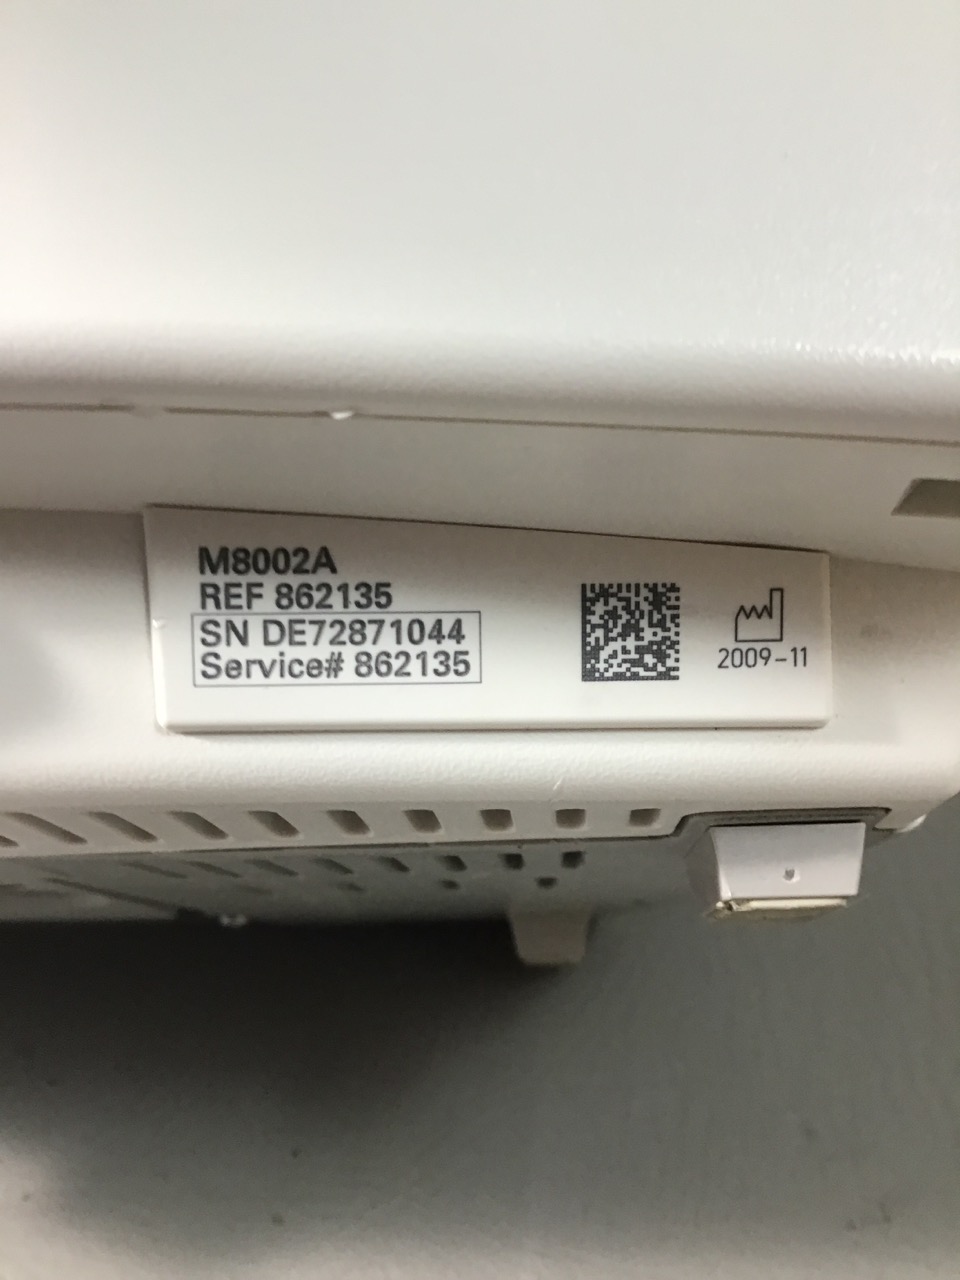 M8002A
REF 862135
SN DE72871044
Service# 862135
2009-11